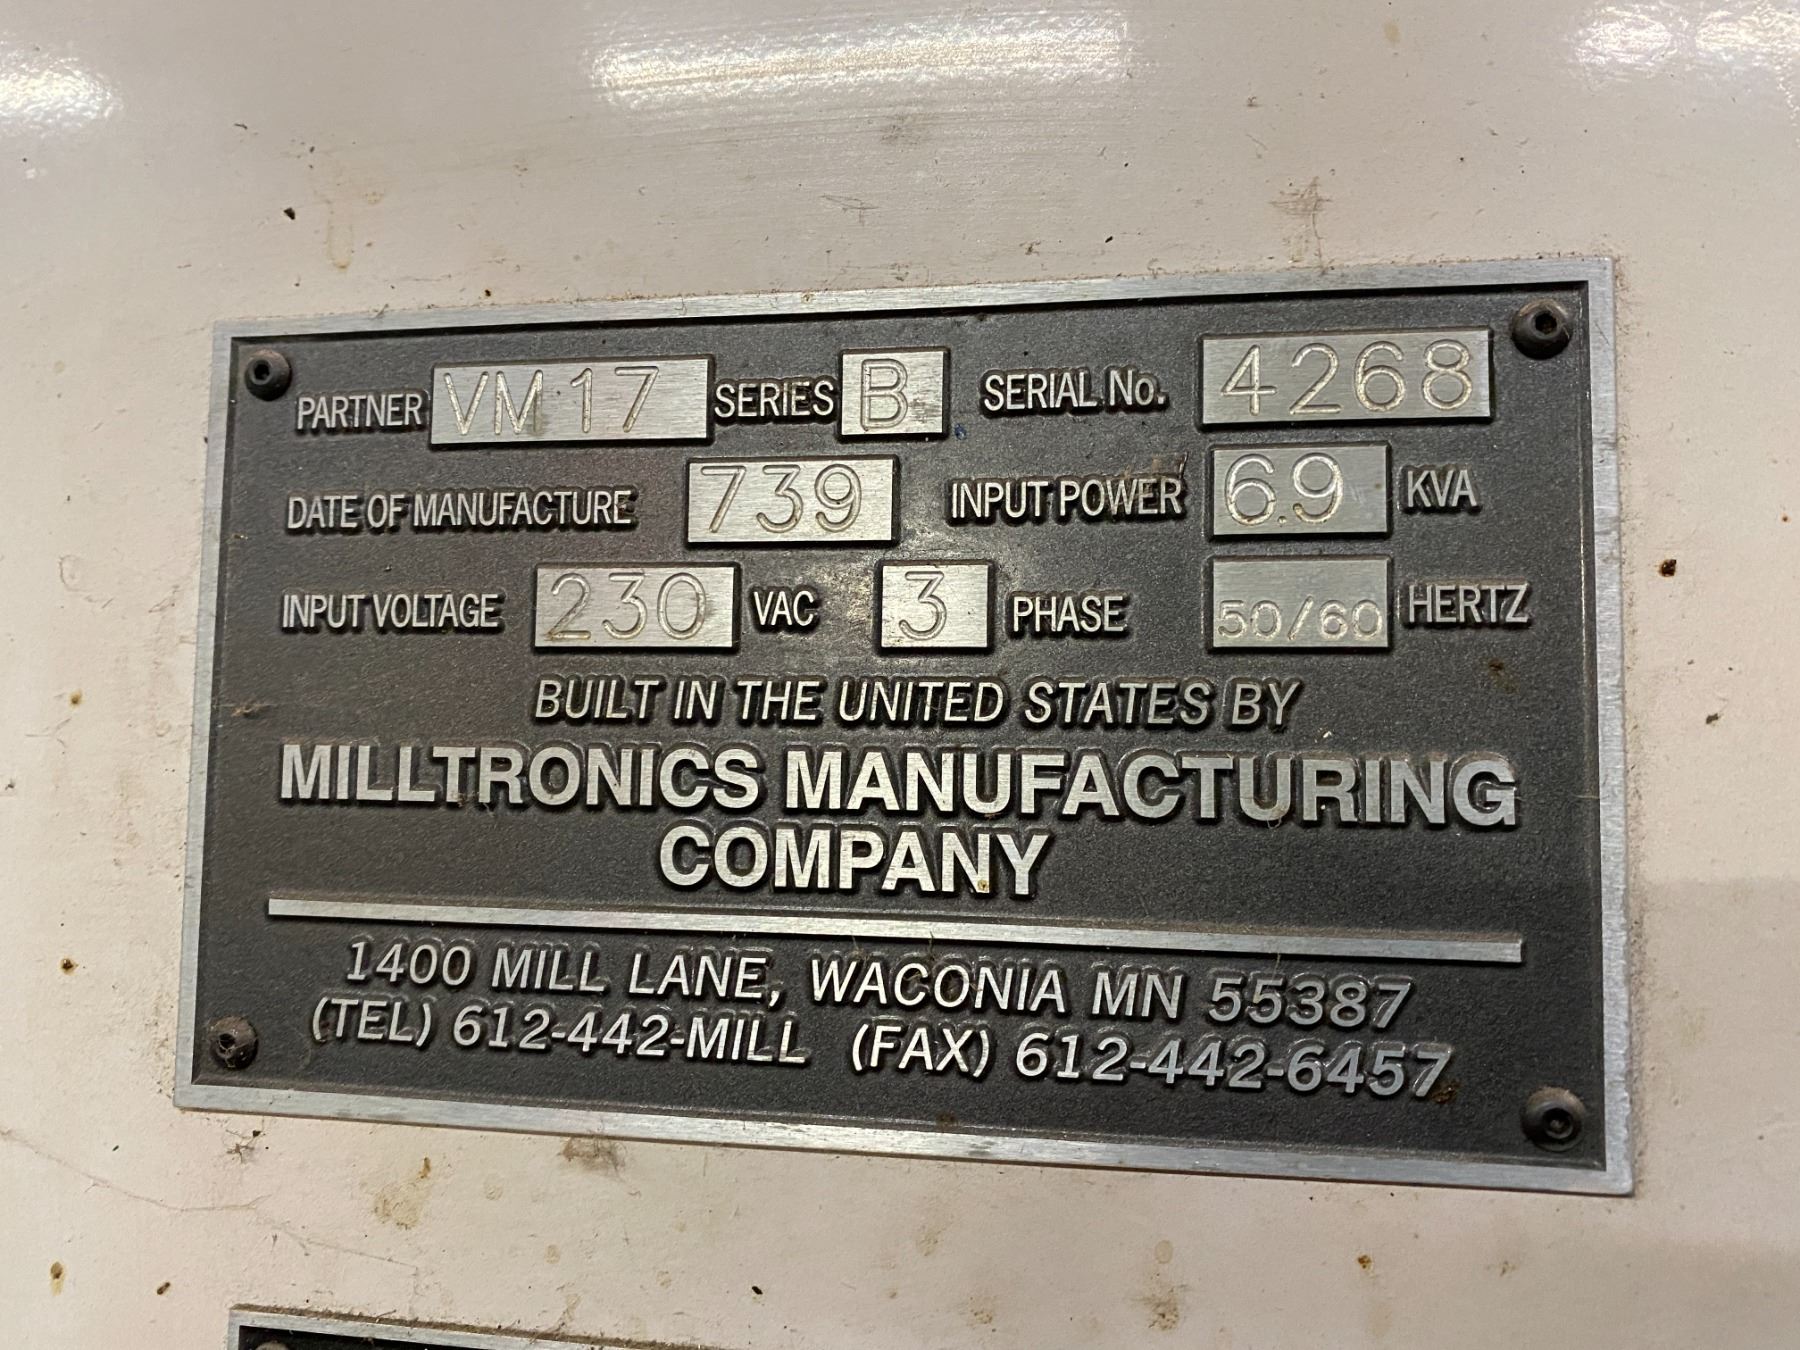 PARTNER VM17 SERIES B SERIAL No. 4268
DATE OF MANUFACTURE 739 INPUT POWER 6.9 KVA
INPUT VOLTAGE 230 VAC 3 PHASE 50/60 HERTZ
BUILT IN THE UNITED STATES BY
MILLTRONICS MANUFACTURING
COMPANY
1400 MILL LANE, WACONIA MN 55387
(TEL) 612-442-MILL (FAX) 612-442-6457